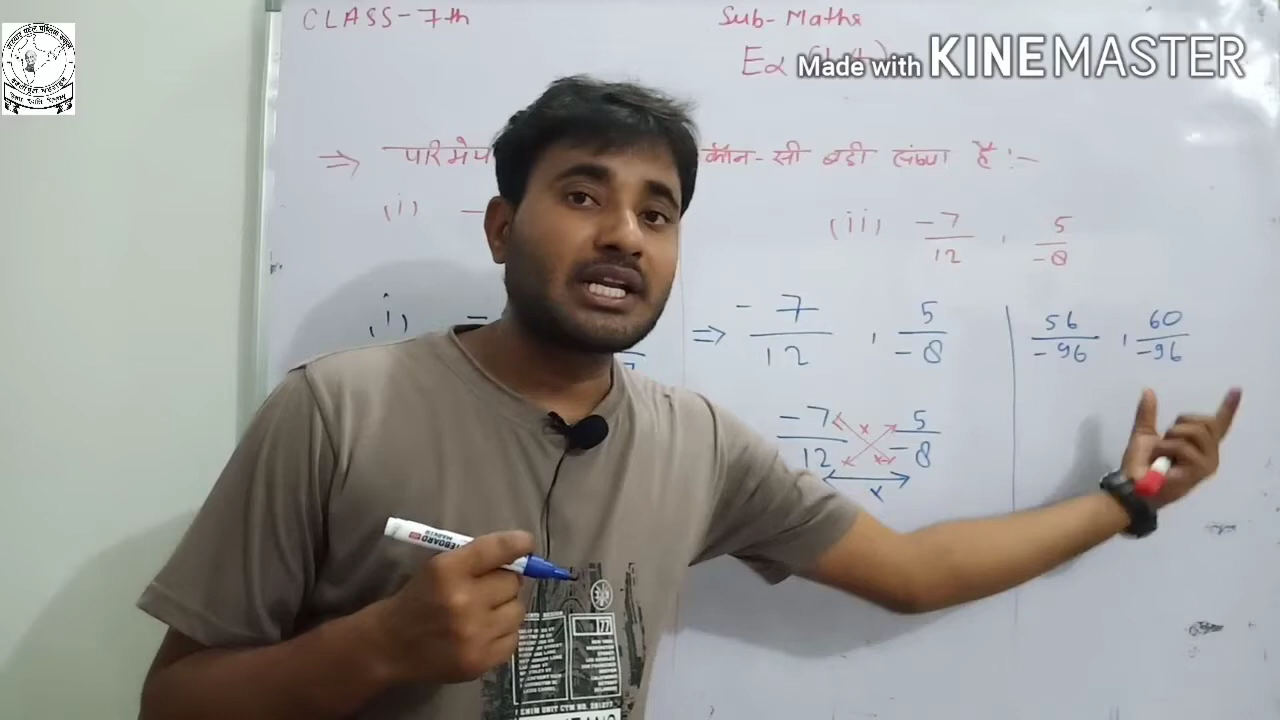 CLASS-7th
Sub-Maths
Ex
Made with KINEMASTER
⇒ कौन-सी बडी संख्या है :-
(i) − (ii) -7/12 , 5/-8
(i) − ⇒ -7/12 , 5/-8 | 56/-96 , 60/-96
-7/12 × 5/-8
×